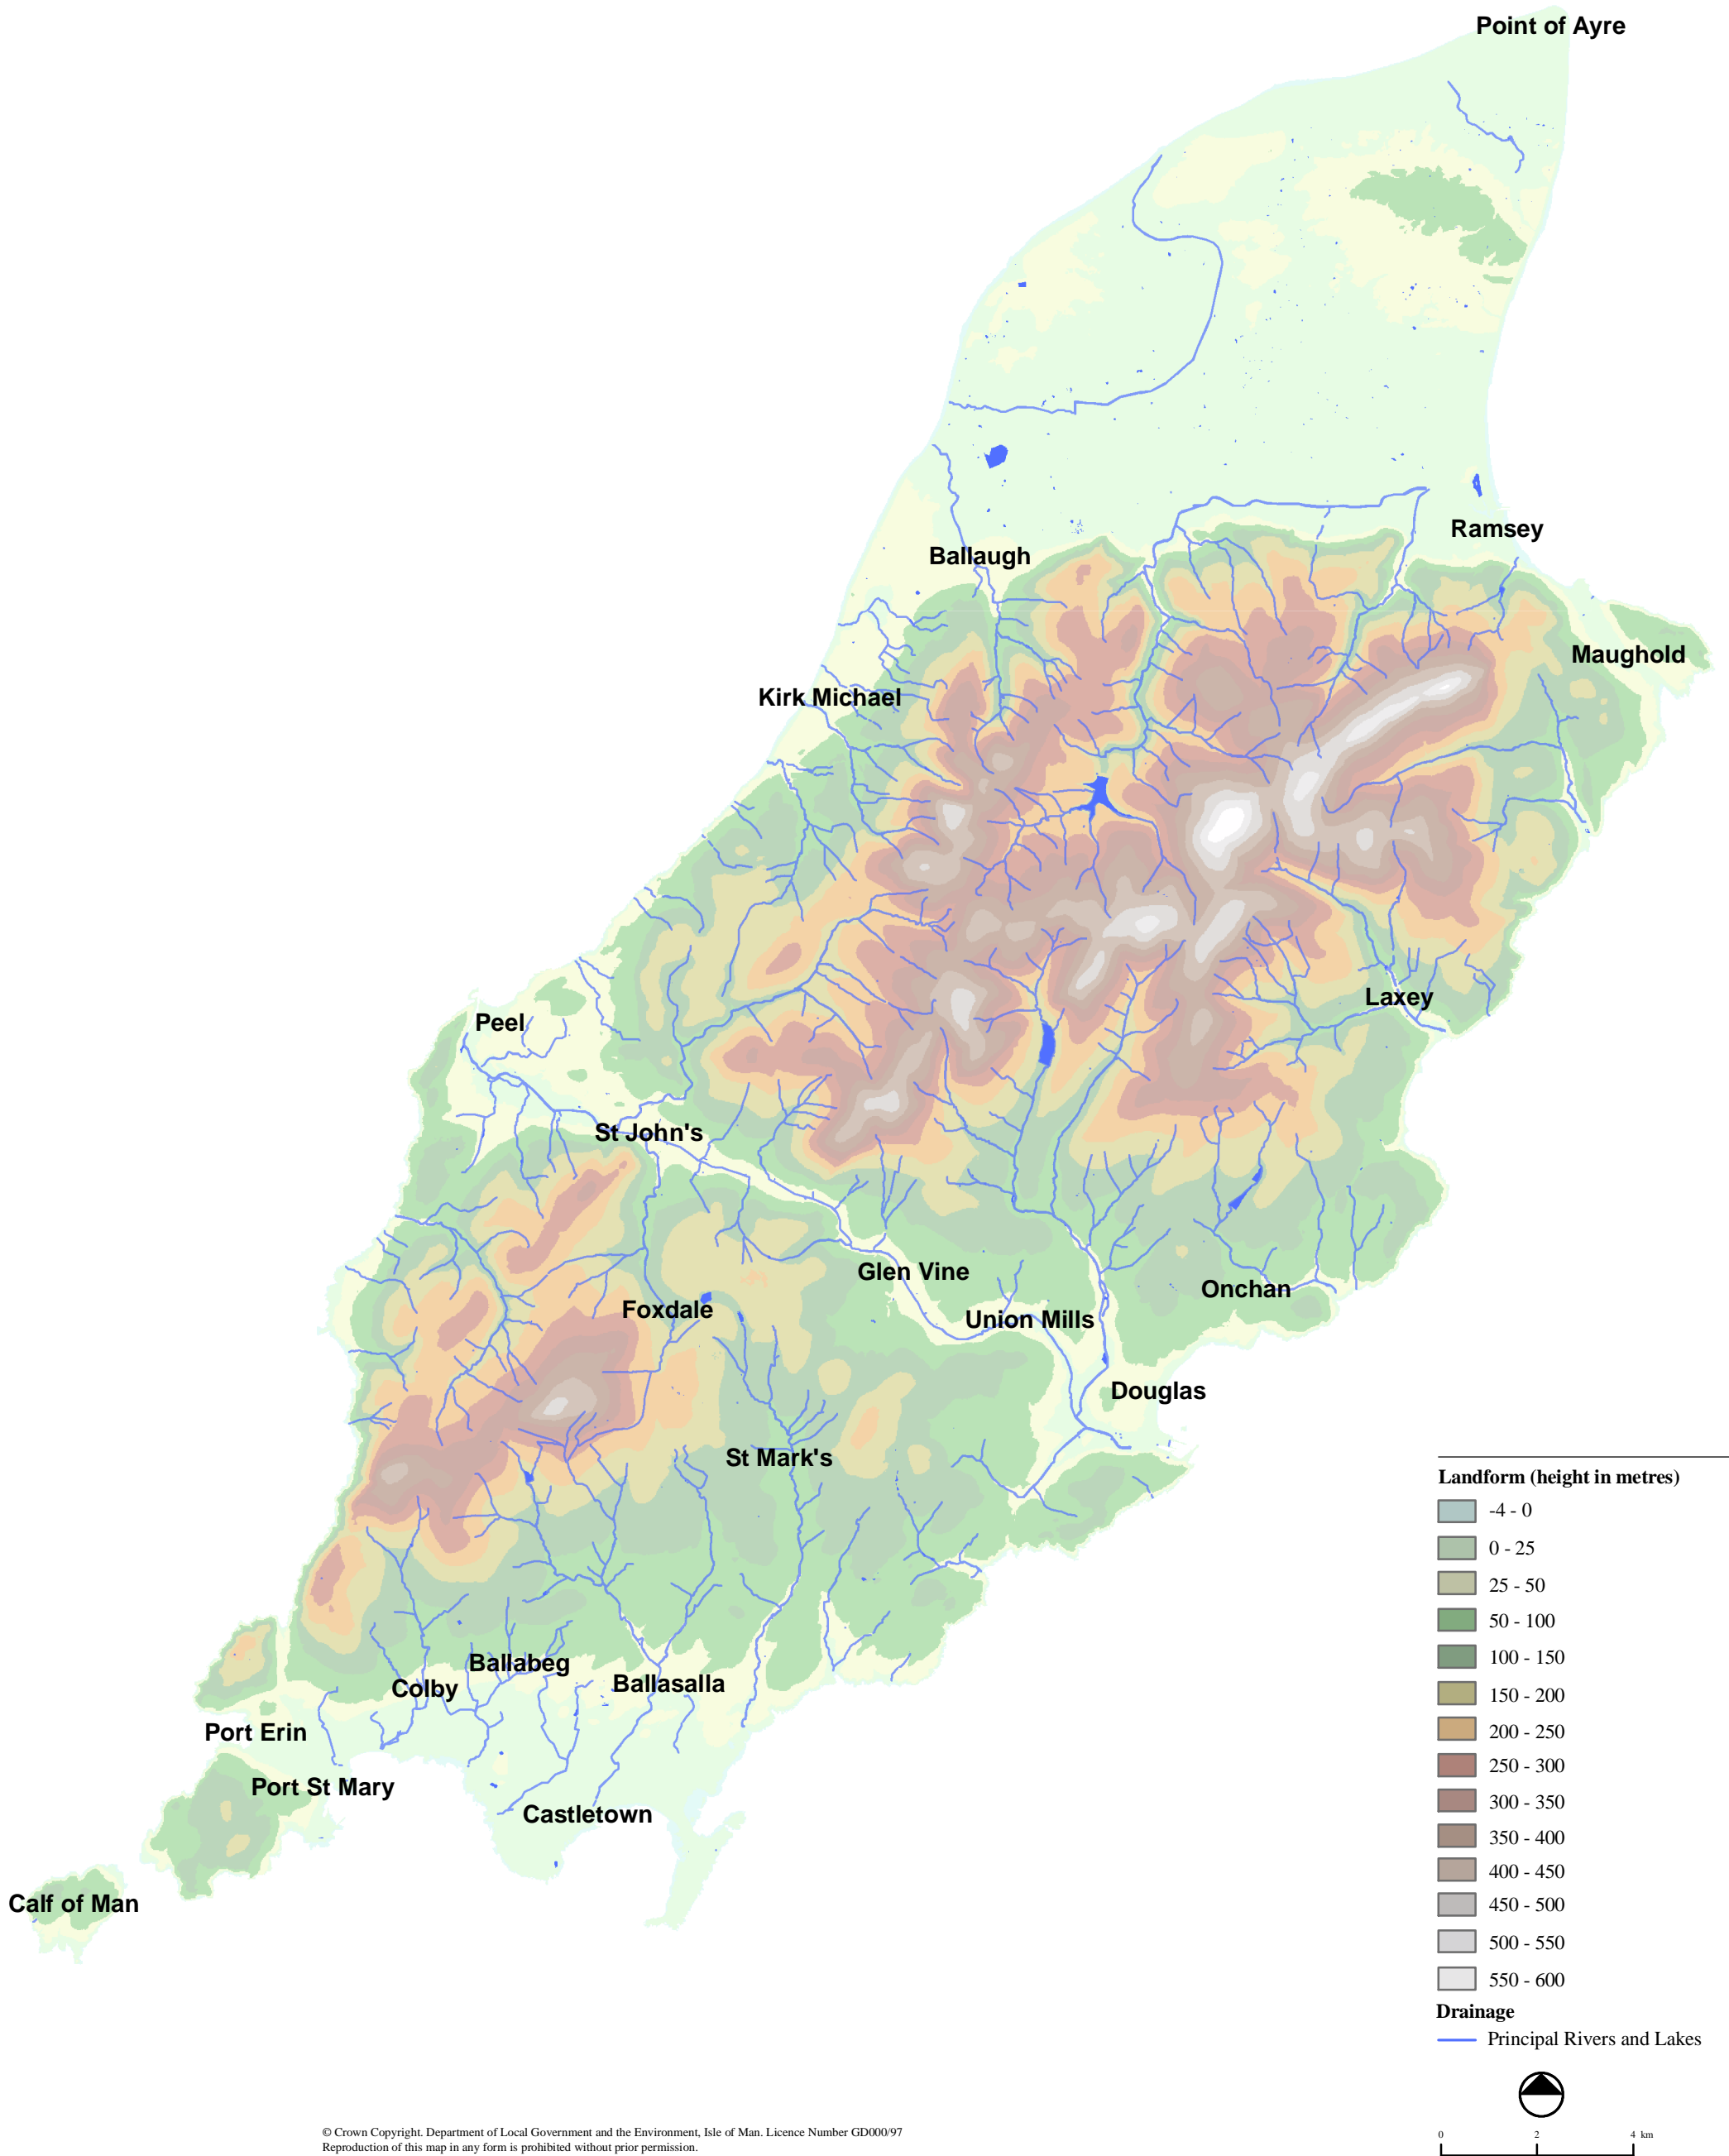 Point of Ayre
Ramsey
Ballaugh
Maughold
Kirk Michael
Laxey
Peel
St John's
Glen Vine
Onchan
Foxdale
Union Mills
Douglas
St Mark's
Ballabeg
Ballasalla
Colby
Port Erin
Port St Mary
Castletown
Calf of Man
Landform (height in metres)
-4 - 0
0 - 25
25 - 50
50 - 100
100 - 150
150 - 200
200 - 250
250 - 300
300 - 350
350 - 400
400 - 450
450 - 500
500 - 550
550 - 600
Drainage
Principal Rivers and Lakes
0 2 4 km
© Crown Copyright. Department of Local Government and the Environment, Isle of Man. Licence Number GD000/97
Reproduction of this map in any form is prohibited without prior permission.